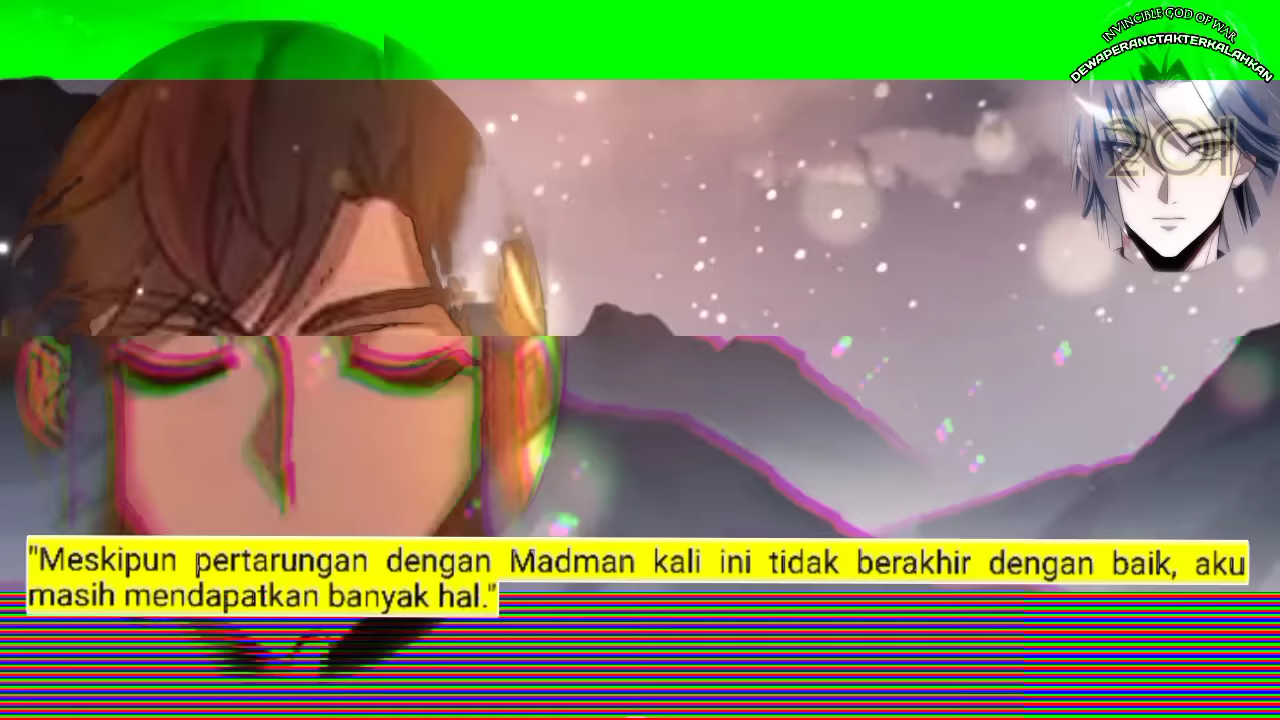 INVINCIBLE GOD OF WAR
DEWAPERANGTAKTERKALAHKAN
201
"Meskipun pertarungan dengan Madman kali ini tidak berakhir dengan baik, aku
masih mendapatkan banyak hal."